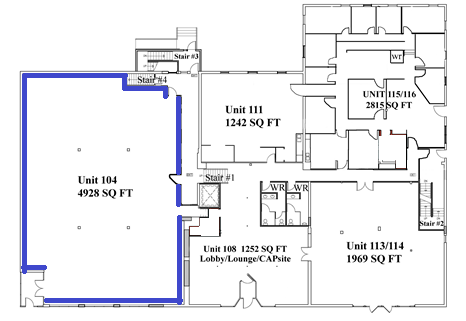 Stair #3
WR
Stair #4
UNIT 115/116
2815 SQ FT
Unit 111
1242 SQ FT
Unit 104
4928 SQ FT
Stair #1
WR
WR
Stair #2
Unit 108 1252 SQ FT
Lobby/Lounge/CAPsite
Unit 113/114
1969 SQ FT